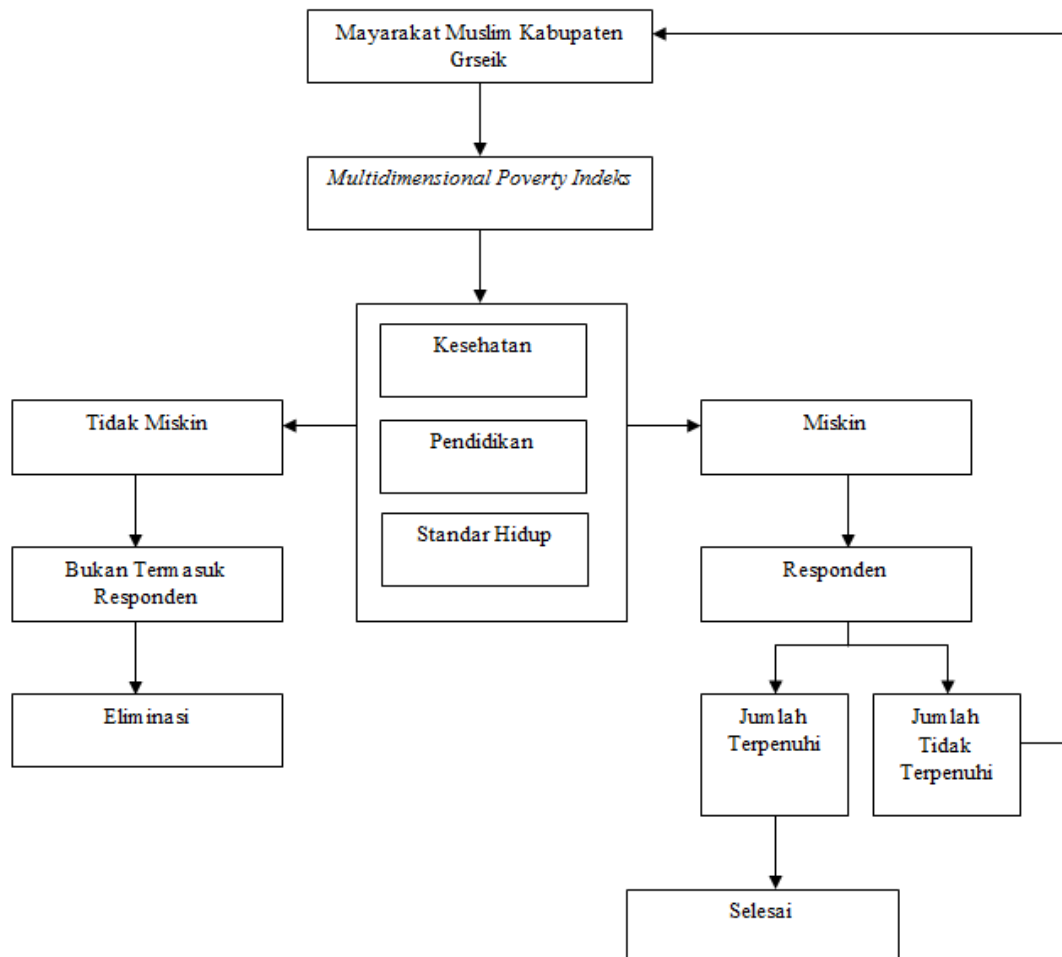 Mayarakat Muslim Kabupaten
Grseik
Multidimensional Poverty Indeks
Kesehatan
Tidak Miskin
Pendidikan
Miskin
Standar Hidup
Bukan Termasuk
Responden
Responden
Eliminasi
Jumlah
Terpenuhi
Jumlah
Tidak
Terpenuhi
Selesai